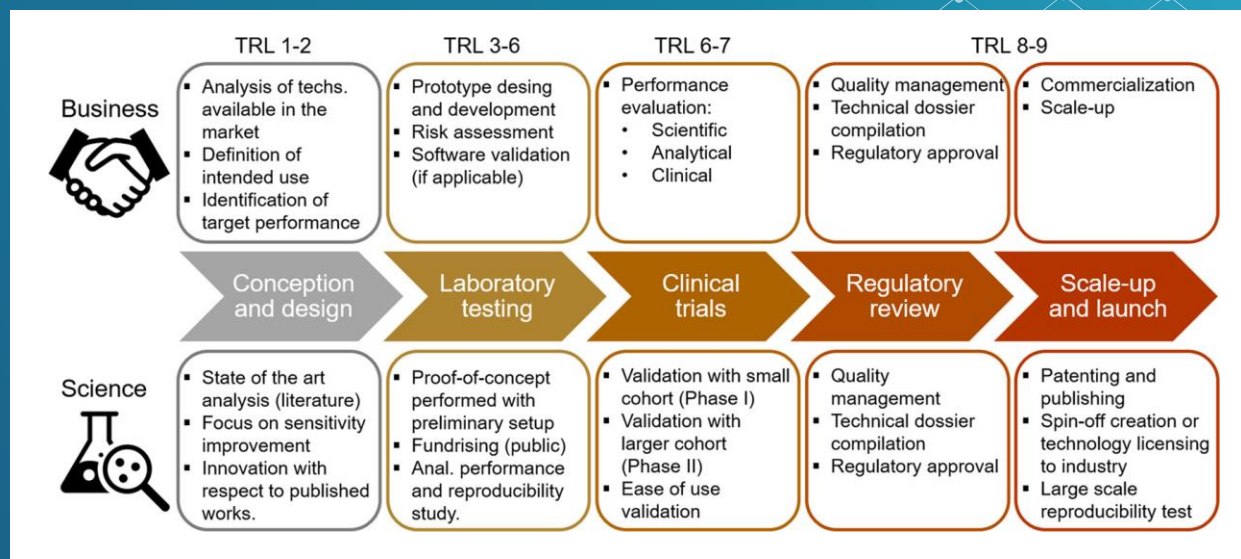 TRL 1-2
TRL 3-6
TRL 6-7
TRL 8-9
Business
▪ Analysis of techs.
available in the
market
▪ Definition of
intended use
▪ Identification of
target performance
▪ Prototype desing
and development
▪ Risk assessment
▪ Software validation
(if applicable)
▪ Performance
evaluation:
• Scientific
• Analytical
• Clinical
▪ Quality management
▪ Technical dossier
compilation
▪ Regulatory approval
▪ Commercialization
▪ Scale-up
Conception
and design
Laboratory
testing
Clinical
trials
Regulatory
review
Scale-up
and launch
Science
▪ State of the art
analysis (literature)
▪ Focus on sensitivity
improvement
▪ Innovation with
respect to published
works.
▪ Proof-of-concept
performed with
preliminary setup
▪ Fundrising (public)
▪ Anal. performance
and reproducibility
study.
▪ Validation with small
cohort (Phase I)
▪ Validation with
larger cohort
(Phase II)
▪ Ease of use
validation
▪ Quality
management
▪ Technical dossier
compilation
▪ Regulatory approval
▪ Patenting and
publishing
▪ Spin-off creation or
technology licensing
to industry
▪ Large scale
reproducibility test